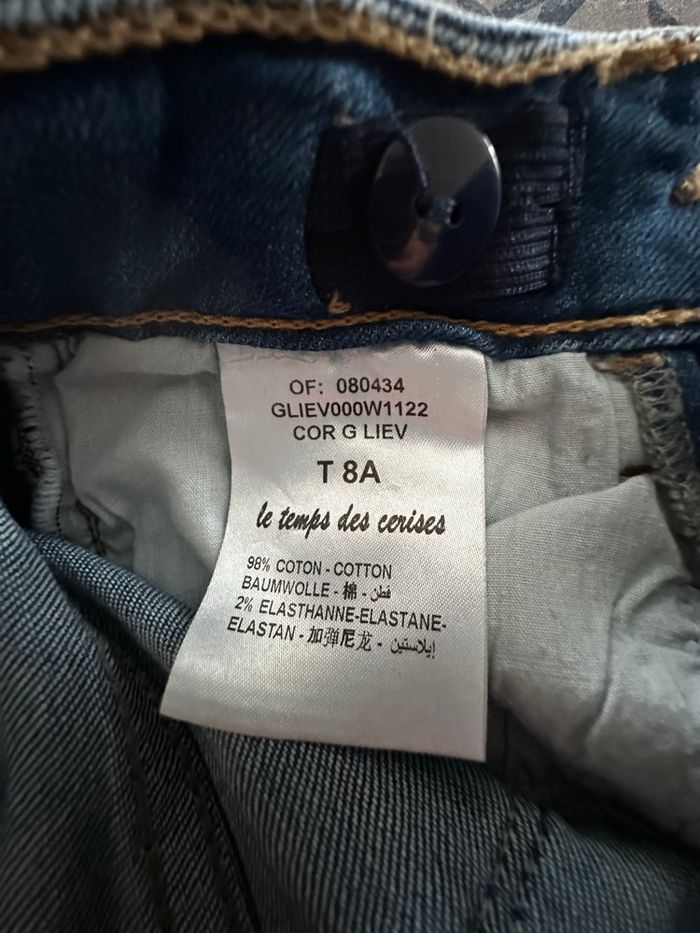 OF: 080434
GLIEV000W1122
COR G LIEV
T 8A
le temps des cerises
98% COTON - COTTON
BAUMWOLLE - 棉 - قطن
2% ELASTHANNE-ELASTANE-
ELASTAN - 加弹尼龙 - إيلاستين